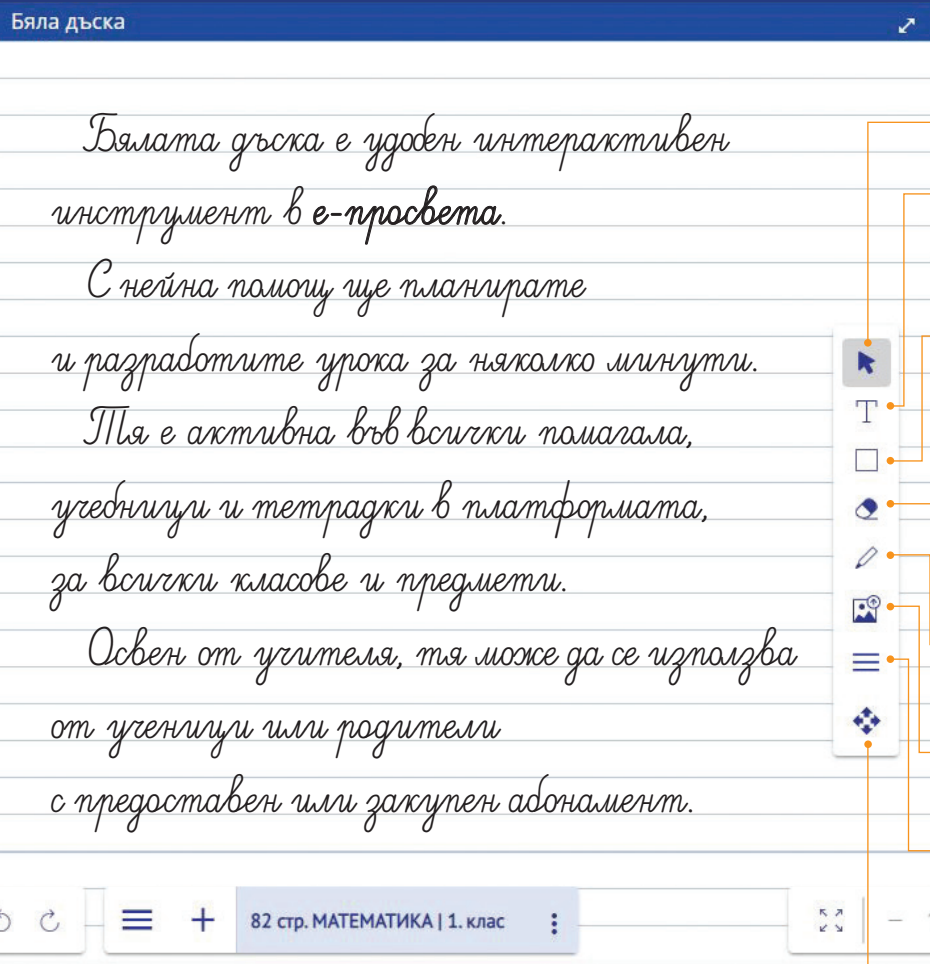 Бяла дъска
Бялата дъска е удобен интерактивен
инструмент в е-просвета.
С нейна помощ ще планирате
и разработите урока за няколко минути.
Тя е активна във всички помагала,
учебници и тетрадки в платформата,
за всички класове и предмети.
Освен от учителя, тя може да се използва
от ученици или родители
с предоставен или закупен абонамент.
T
82 стр. МАТЕМАТИКА | 1. клас